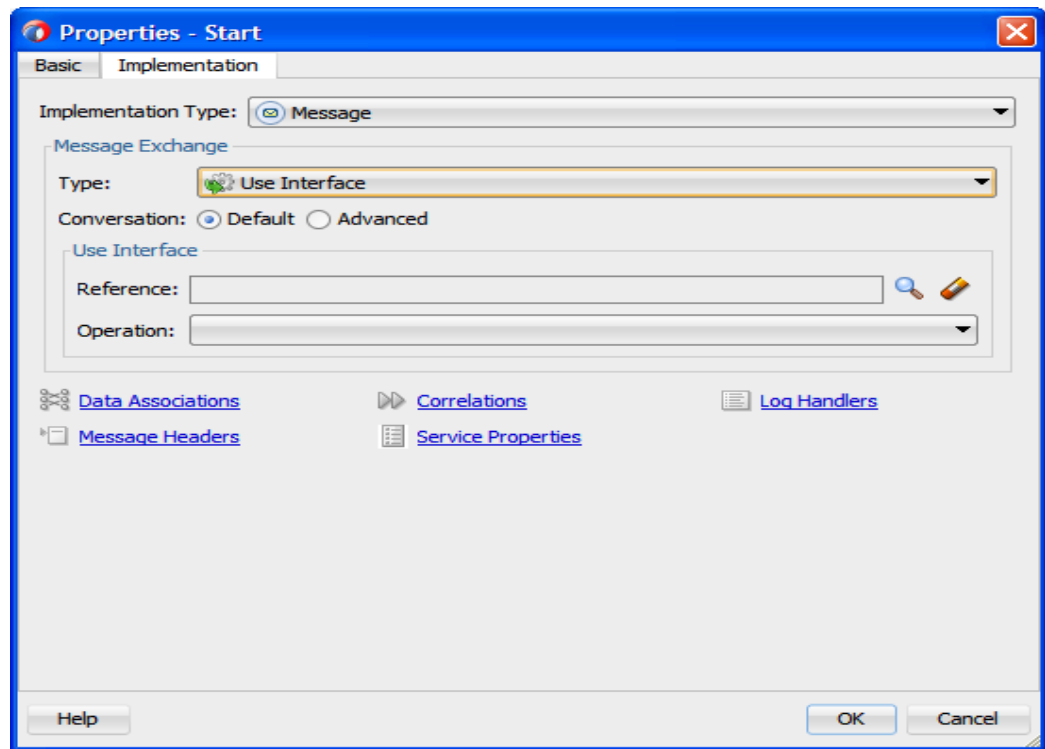 Properties - Start
Basic Implementation
Implementation Type: Message
Message Exchange
Type: Use Interface
Conversation: Default Advanced
Use Interface
Reference:
Operation:
Data Associations Correlations Log Handlers
Message Headers Service Properties
Help OK Cancel